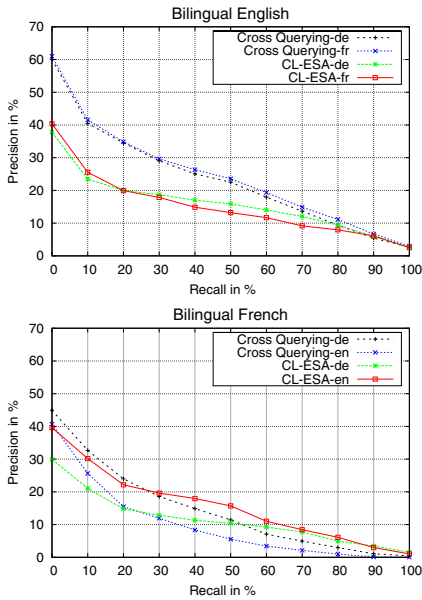 Bilingual English
Cross Querying-de
Cross Querying-fr
CL-ESA-de
CL-ESA-fr
Precision in %
70
60
50
40
30
20
10
0
0 10 20 30 40 50 60 70 80 90 100
Recall in %
Bilingual French
Cross Querying-de
Cross Querying-en
CL-ESA-de
CL-ESA-en
Precision in %
70
60
50
40
30
20
10
0
0 10 20 30 40 50 60 70 80 90 100
Recall in %